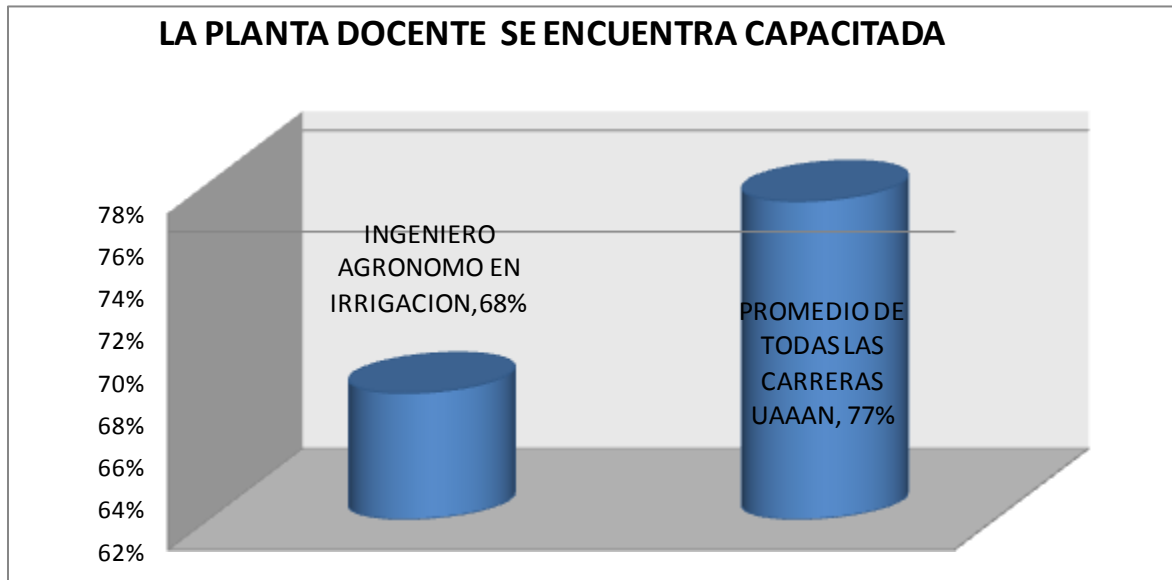 LA PLANTA DOCENTE SE ENCUENTRA CAPACITADA
78%
76%
74%
72%
70%
68%
66%
64%
62%
INGENIERO
AGRONOMO EN
IRRIGACION, 68%
PROMEDIO DE
TODAS LAS
CARRERAS
UAAAN, 77%